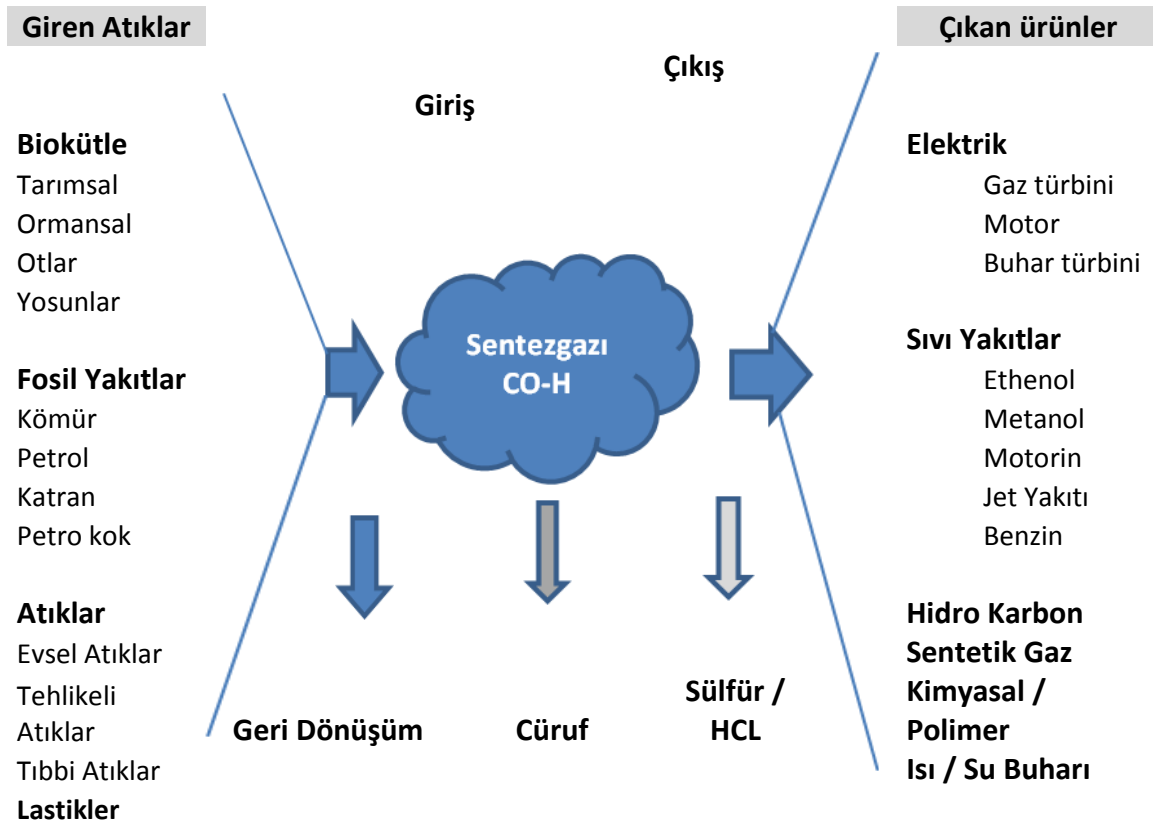 Giren Atıklar
Biokütle
Tarımsal
Ormansal
Otlar
Yosunlar
Fosil Yakıtlar
Kömür
Petrol
Katran
Petro kok
Atıklar
Evsel Atıklar
Tehlikeli
Atıklar
Tıbbi Atıklar
Lastikler
Giriş
Çıkış
Sentezgazı
CO-H
Geri Dönüşüm
Cüruf
Sülfür /
HCL
Çıkan ürünler
Elektrik
Gaz türbini
Motor
Buhar türbini
Sıvı Yakıtlar
Ethenol
Metanol
Motorin
Jet Yakıtı
Benzin
Hidro Karbon
Sentetik Gaz
Kimyasal /
Polimer
Isı / Su Buharı